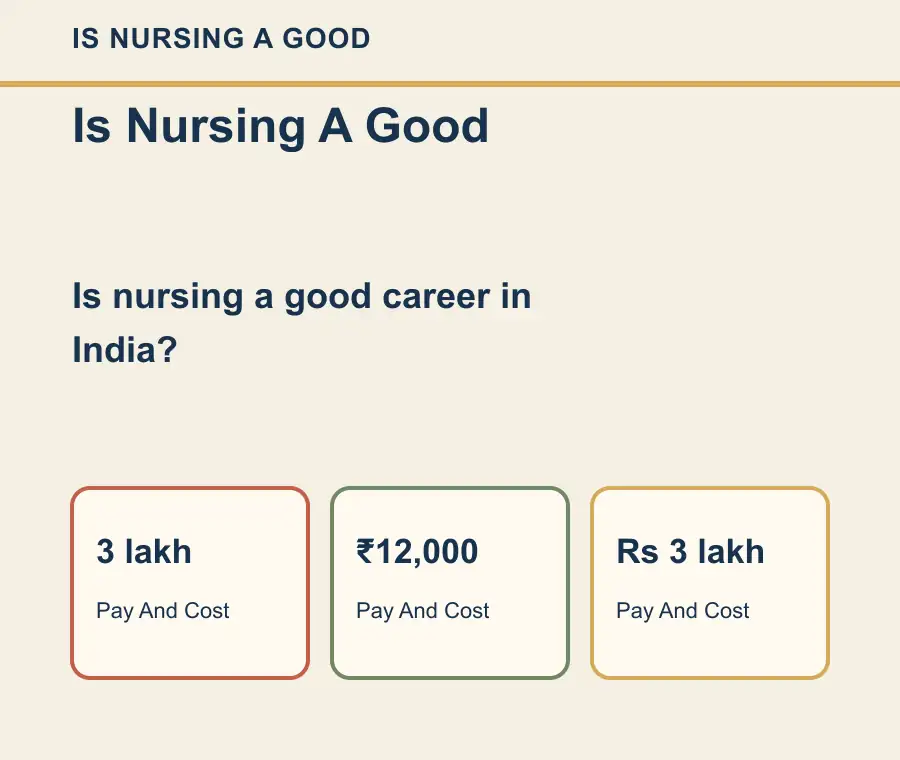 IS NURSING A GOOD
Is Nursing A Good
Is nursing a good career in
India?
3 lakh
Pay And Cost
₹12,000
Pay And Cost
Rs 3 lakh
Pay And Cost